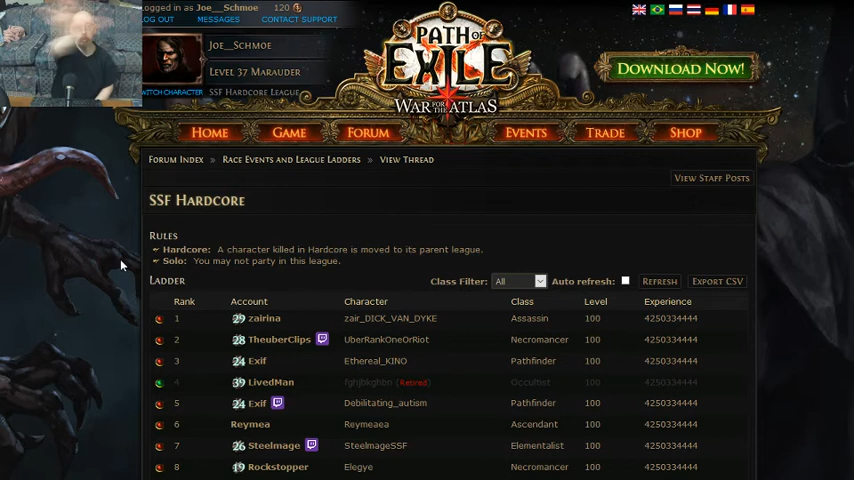 Logged in as Joe__Schmoe 120
LOG OUT MESSAGES CONTACT SUPPORT
Joe__Schmoe
Level 37 Marauder
SWITCH CHARACTER SSF Hardcore League
PATH OF EXILE
WAR FOR THE ATLAS
Download Now!
Home Game Forum Events Trade Shop
Forum Index » Race Events and League Ladders » View Thread
View Staff Posts
SSF Hardcore
Rules
Hardcore: A character killed in Hardcore is moved to its parent league.
Solo: You may not party in this league.
Ladder Class Filter: All Auto refresh: Refresh Export CSV
Rank Account Character Class Level Experience
1 29 zairina zair_DICK_VAN_DYKE Assassin 100 4250334444
2 28 TheuberClips UberRankOneOrRiot Necromancer 100 4250334444
3 24 Exif Ethereal_KINO Pathfinder 100 4250334444
4 39 LivedMan fghjbkghbn (Retired) Occultist 100 4250334444
5 24 Exif Debilitating_autism Pathfinder 100 4250334444
6 Reymea Reymeaea Ascendant 100 4250334444
7 26 Steelmage SteelmageSSF Elementalist 100 4250334444
8 19 Rockstopper Elegye Necromancer 100 4250334444